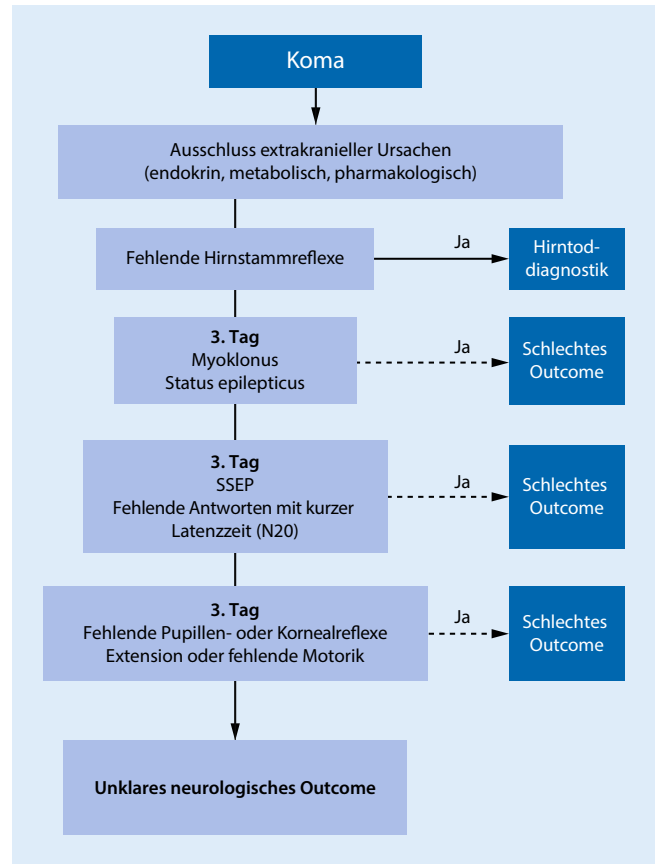 Koma
Ausschluss extrakranieller Ursachen
(endokrin, metabolisch, pharmakologisch)
Fehlende Hirnstammreflexe
Ja
Hirntod-
diagnostik
3. Tag
Myoklonus
Status epilepticus
Ja
Schlechtes
Outcome
3. Tag
SSEP
Fehlende Antworten mit kurzer
Latenzzeit (N20)
Ja
Schlechtes
Outcome
3. Tag
Fehlende Pupillen- oder Kornealreflexe
Extension oder fehlende Motorik
Ja
Schlechtes
Outcome
Unklares neurologisches Outcome